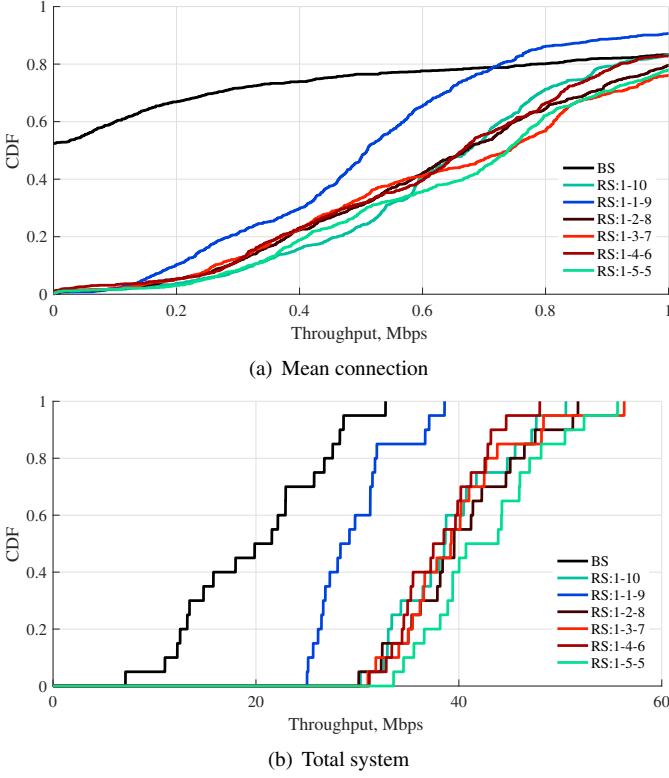 1
0.8
0.6
0.4
0.2
0
CDF
0
0.2
0.4
0.6
0.8
1
Throughput, Mbps
BS
RS:1-10
RS:1-1-9
RS:1-2-8
RS:1-3-7
RS:1-4-6
RS:1-5-5
(a) Mean connection
1
0.8
0.6
0.4
0.2
0
CDF
0
20
40
60
Throughput, Mbps
BS
RS:1-10
RS:1-1-9
RS:1-2-8
RS:1-3-7
RS:1-4-6
RS:1-5-5
(b) Total system